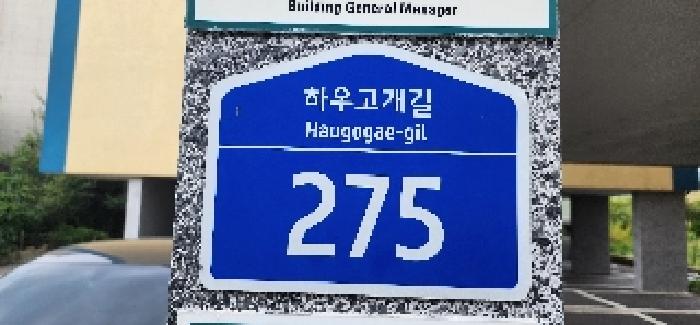 Building General Manager
하우고개길
Haugogae-gil
275